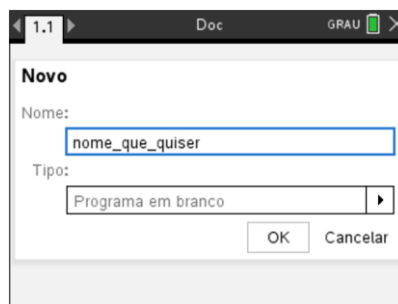 1.1 Doc GRAU
Novo
Nome:
nome_que_quiser
Tipo:
Programa em branco
OK Cancelar